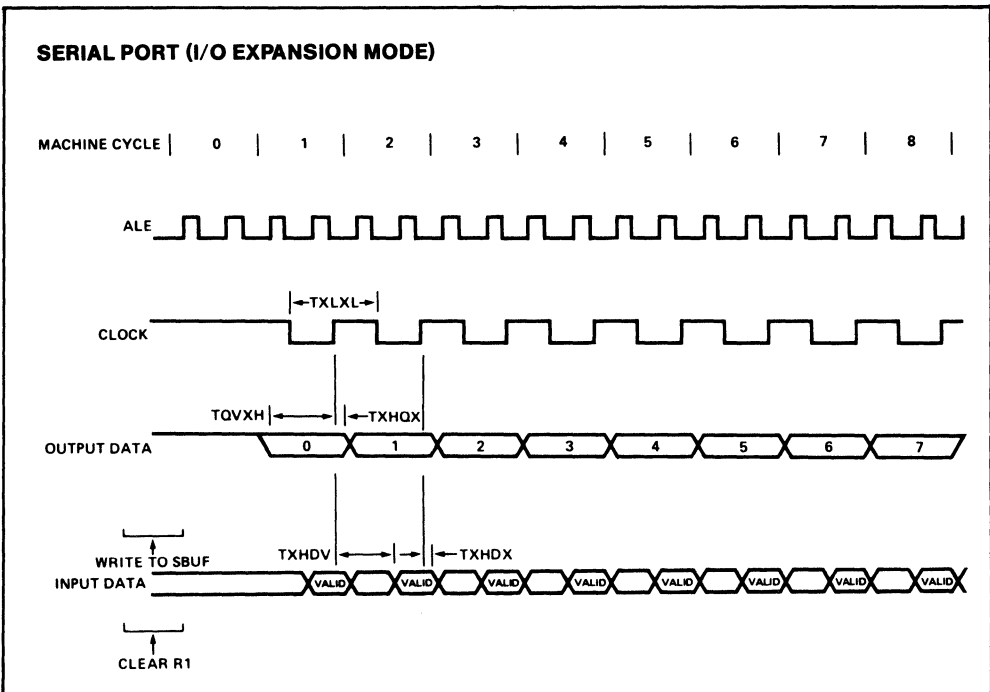 SERIAL PORT (I/O EXPANSION MODE)
MACHINE CYCLE | 0 | 1 | 2 | 3 | 4 | 5 | 6 | 7 | 8 |
ALE
TXLXL
CLOCK
TQVXH TXHQX
OUTPUT DATA 0 1 2 3 4 5 6 7
WRITE TO SBUF
TXHDV TXHDX
INPUT DATA VALID VALID VALID VALID VALID VALID VALID VALID
CLEAR R1